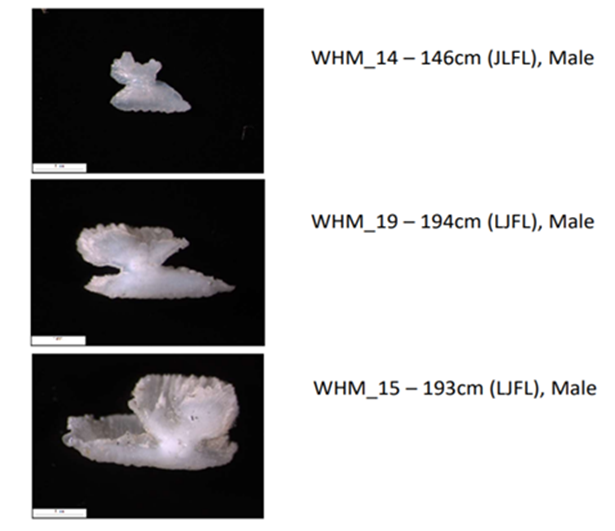 WHM_14 – 146cm (JLFL), Male
WHM_19 – 194cm (LJFL), Male
WHM_15 – 193cm (LJFL), Male